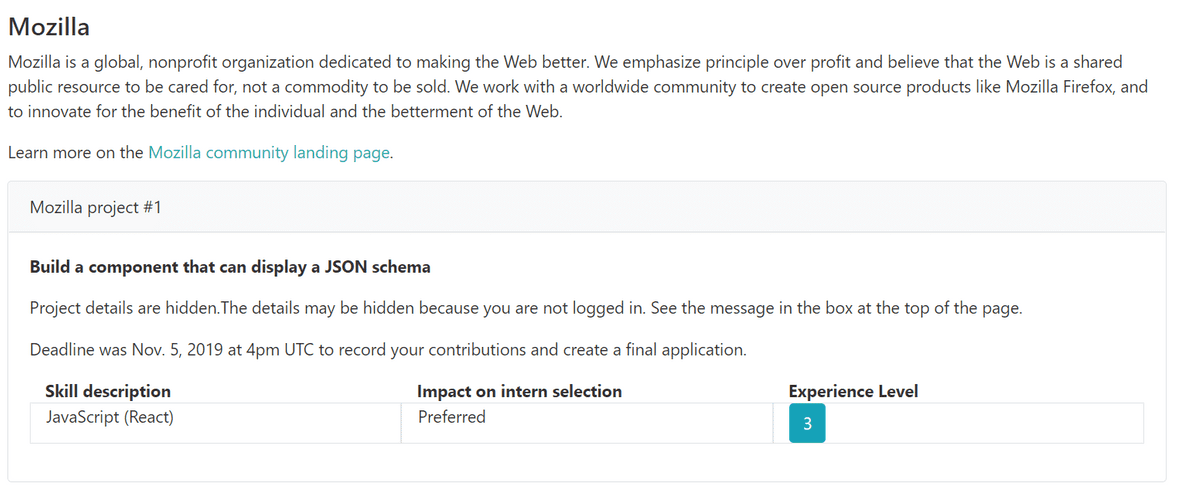 Mozilla
Mozilla is a global, nonprofit organization dedicated to making the Web better. We emphasize principle over profit and believe that the Web is a shared
public resource to be cared for, not a commodity to be sold. We work with a worldwide community to create open source products like Mozilla Firefox, and
to innovate for the benefit of the individual and the betterment of the Web.
Learn more on the Mozilla community landing page.
Mozilla project #1
Build a component that can display a JSON schema
Project details are hidden.The details may be hidden because you are not logged in. See the message in the box at the top of the page.
Deadline was Nov. 5, 2019 at 4pm UTC to record your contributions and create a final application.
Skill description Impact on intern selection Experience Level
JavaScript (React) Preferred 3